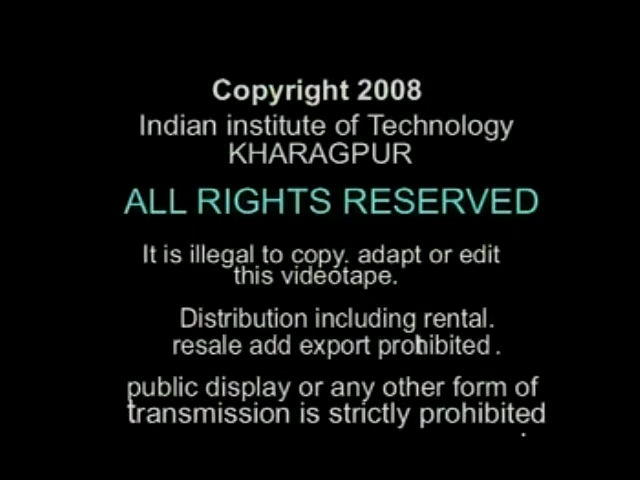 Copyright 2008
Indian institute of Technology
KHARAGPUR
ALL RIGHTS RESERVED
It is illegal to copy. adapt or edit
this videotape.
Distribution including rental.
resale add export prohibited .
public display or any other form of
transmission is strictly prohibited
.